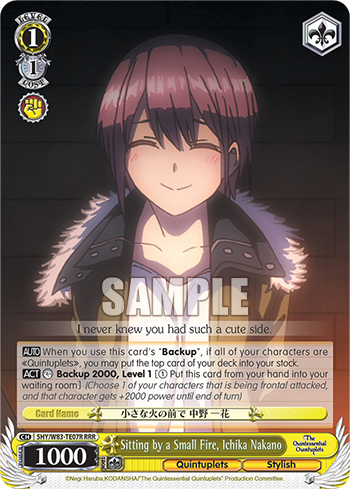 LEVEL
1
1
COST
SAMPLE
I never knew you had such a cute side.
AUTO When you use this card's "Backup", if all of your characters are
«Quintuplets», you may put the top card of your deck into your stock.
ACT Backup 2000, Level 1 [① Put this card from your hand into your
waiting room] (Choose 1 of your characters that is being frontal attacked,
and that character gets +2000 power until end of turn)
Card Name 小さな火の前で 中野 一花
CH 5HY/W83-TE07R RRR
Sitting by a Small Fire, Ichika Nakano
The Quintessential Quintuplets
1000
Quintuplets Stylish
©Negi Haruba,KODANSHA/"The Quintessential Quintuplets" Production Committee.